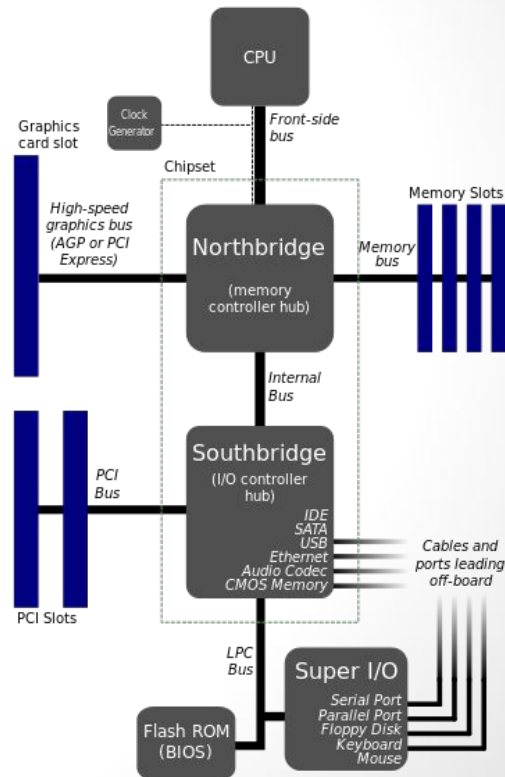 CPU
Clock
Generator
Front-side
bus
Graphics
card slot
Chipset
High-speed
graphics bus
(AGP or PCI
Express)
Northbridge
(memory
controller hub)
Memory Slots
Memory
bus
Internal
Bus
Southbridge
(I/O controller
hub)
PCI
Bus
IDE
SATA
USB
Ethernet
Audio Codec
CMOS Memory
Cables and
ports leading
off-board
PCI Slots
LPC
Bus
Super I/O
Serial Port
Parallel Port
Floppy Disk
Keyboard
Mouse
Flash ROM
(BIOS)